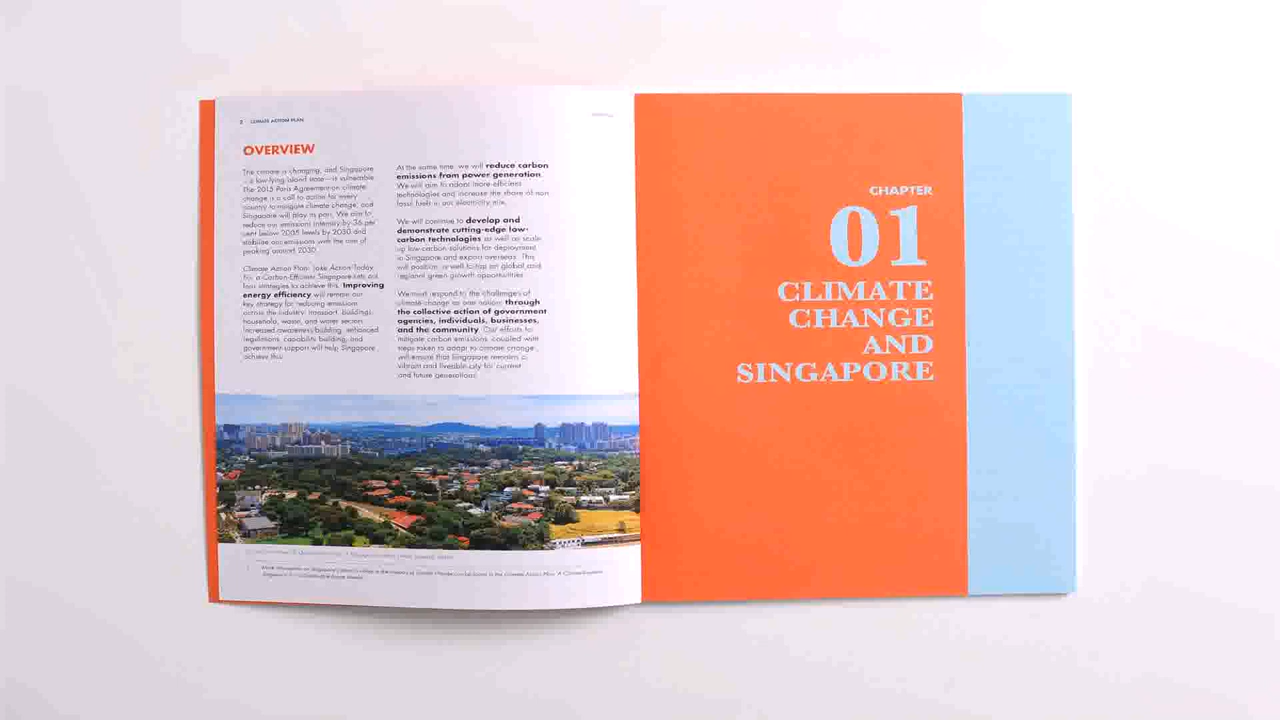 2 CLIMATE ACTION PLAN
OVERVIEW
The climate is changing, and Singapore
– a low-lying island state – is vulnerable.
The 2015 Paris Agreement on climate
change is a call to action for every
country to mitigate climate change, and
Singapore will play its part. We aim to
reduce our emissions intensity by 36 per
cent below 2005 levels by 2030 and
stabilise our emissions with the aim of
peaking around 2030.
Climate Action Plan: Take Action Today,
For a Carbon-Efficient Singapore sets out
four strategies to achieve this. Improving
energy efficiency will remain our
key strategy for reducing emissions
across the industry, transport, buildings,
household, waste, and water sectors.
Increased awareness building, enhanced
legislations, capability building, and
government support will help Singapore
achieve this.
At the same time, we will reduce carbon
emissions from power generation.
We will aim to adopt more efficient
technologies and increase the share of non
fossil fuels in our electricity mix.
We will continue to develop and
demonstrate cutting-edge low-
carbon technologies as well as scale
up low-carbon solutions for deployment
in Singapore and export overseas. This
will position us well to tap on global and
regional green growth opportunities.
We must respond to the challenges of
climate change as one nation: through
the collective action of government
agencies, individuals, businesses,
and the community. Our efforts to
mitigate carbon emissions, coupled with
steps taken to adapt to climate change,
will ensure that Singapore remains a
vibrant and liveable city for current
and future generations.
CHAPTER
01
CLIMATE
CHANGE
AND
SINGAPORE